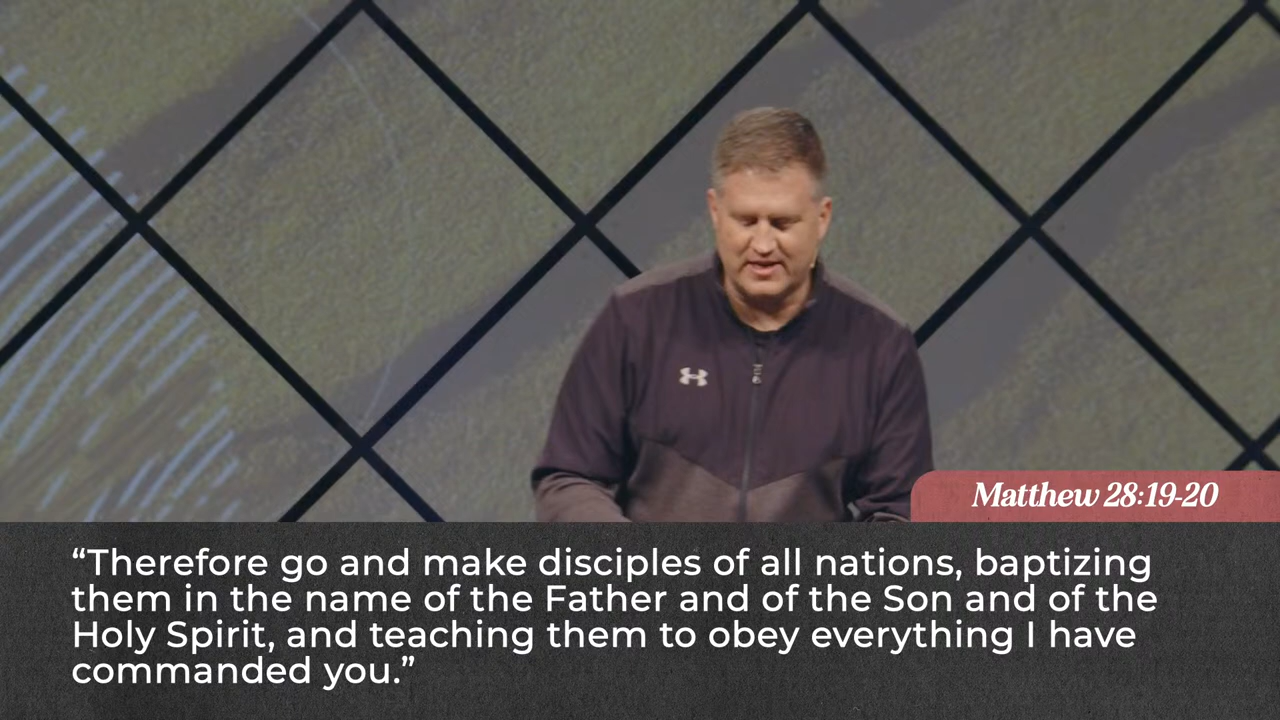 Matthew 28:19-20
“Therefore go and make disciples of all nations, baptizing
them in the name of the Father and of the Son and of the
Holy Spirit, and teaching them to obey everything I have
commanded you.”